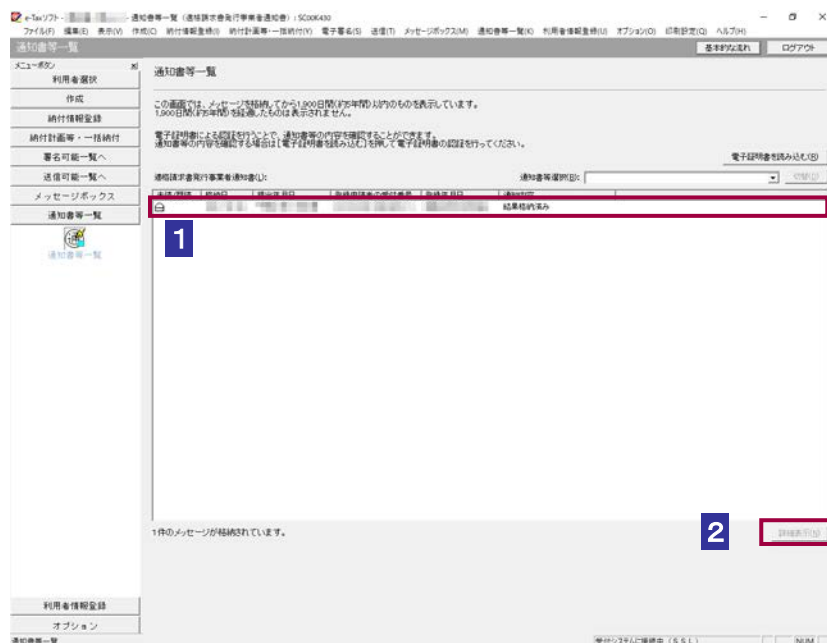 e-Taxソフト - - 通知書等一覧（適格請求書発行事業者通知書）: SC00K430
ファイル(F) 編集(E) 表示(V) 作成(C) 納付情報登録(I) 納付計画等・一括納付(Y) 電子署名(S) 送信(T) メッセージボックス(M) 通知書等一覧(K) 利用者情報登録(U) オプション(O) 印刷設定(Q) ヘルプ(H)
通知書等一覧 基本的な流れ ログアウト
メニューボタン
利用者選択
作成
納付情報登録
納付計画等・一括納付
署名可能一覧へ
送信可能一覧へ
メッセージボックス
通知書等一覧
通知書等一覧
利用者情報登録
オプション
通知書等一覧
この画面では、メッセージを格納してから1,900日間(約5年間)以内のものを表示しています。
1,900日間(約5年間)を経過したものは表示されません。
電子証明書による認証を行うことで、通知書等の内容を確認することができます。
通知書等の内容を確認する場合は[電子証明書を読み込む]を押して電子証明書の認証を行ってください。
電子証明書を読み込む(B)
適格請求書発行事業者通知書(L): 通知書等選択(B):
結果格納済み
1
1件のメッセージが格納されています。
2
詳細表示(N)
通知書等一覧 受付システムに接続中（ＳＳＬ） NUM